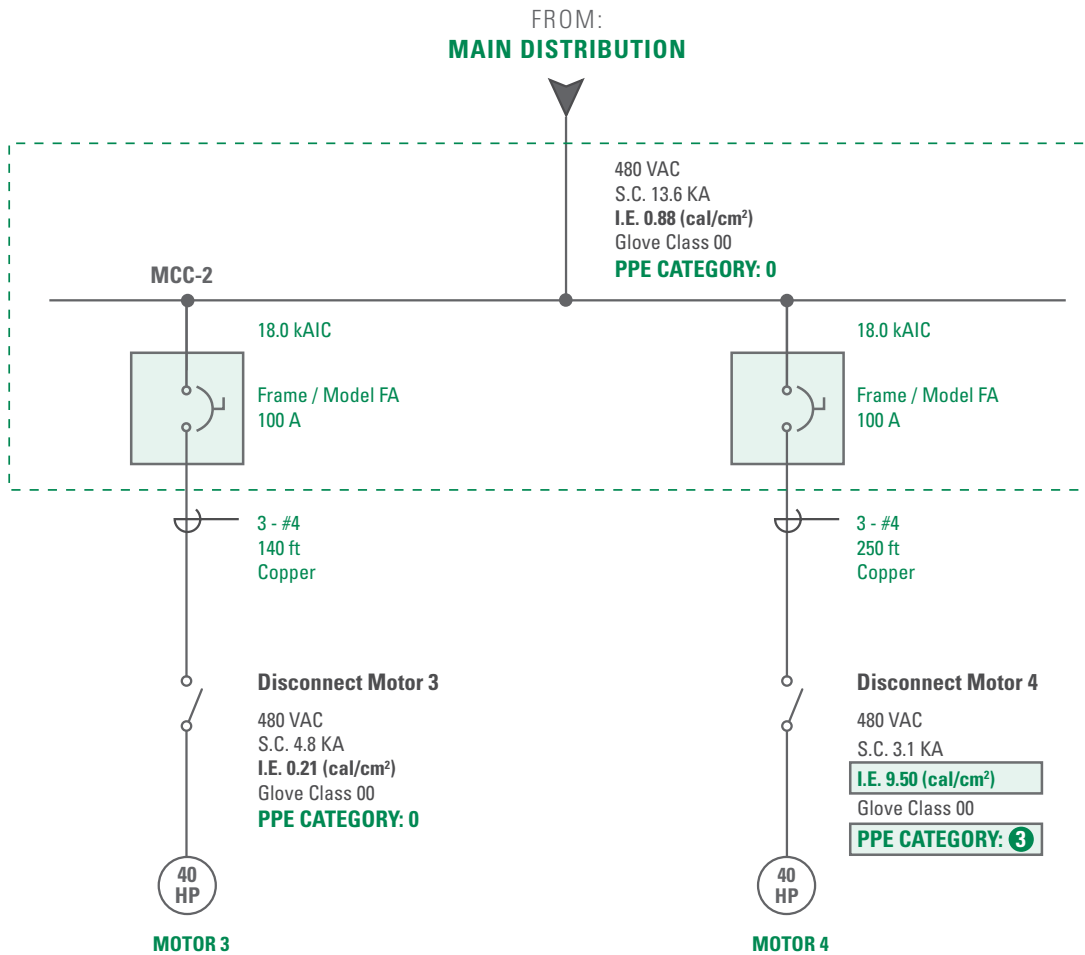 FROM:
MAIN DISTRIBUTION
480 VAC
S.C. 13.6 KA
I.E. 0.88 (cal/cm²)
Glove Class 00
PPE CATEGORY: 0
MCC-2
18.0 kAIC
Frame / Model FA
100 A
18.0 kAIC
Frame / Model FA
100 A
3 - #4
140 ft
Copper
3 - #4
250 ft
Copper
Disconnect Motor 3
480 VAC
S.C. 4.8 KA
I.E. 0.21 (cal/cm²)
Glove Class 00
PPE CATEGORY: 0
Disconnect Motor 4
480 VAC
S.C. 3.1 KA
I.E. 9.50 (cal/cm²)
Glove Class 00
PPE CATEGORY: 3
40
HP
MOTOR 3
40
HP
MOTOR 4